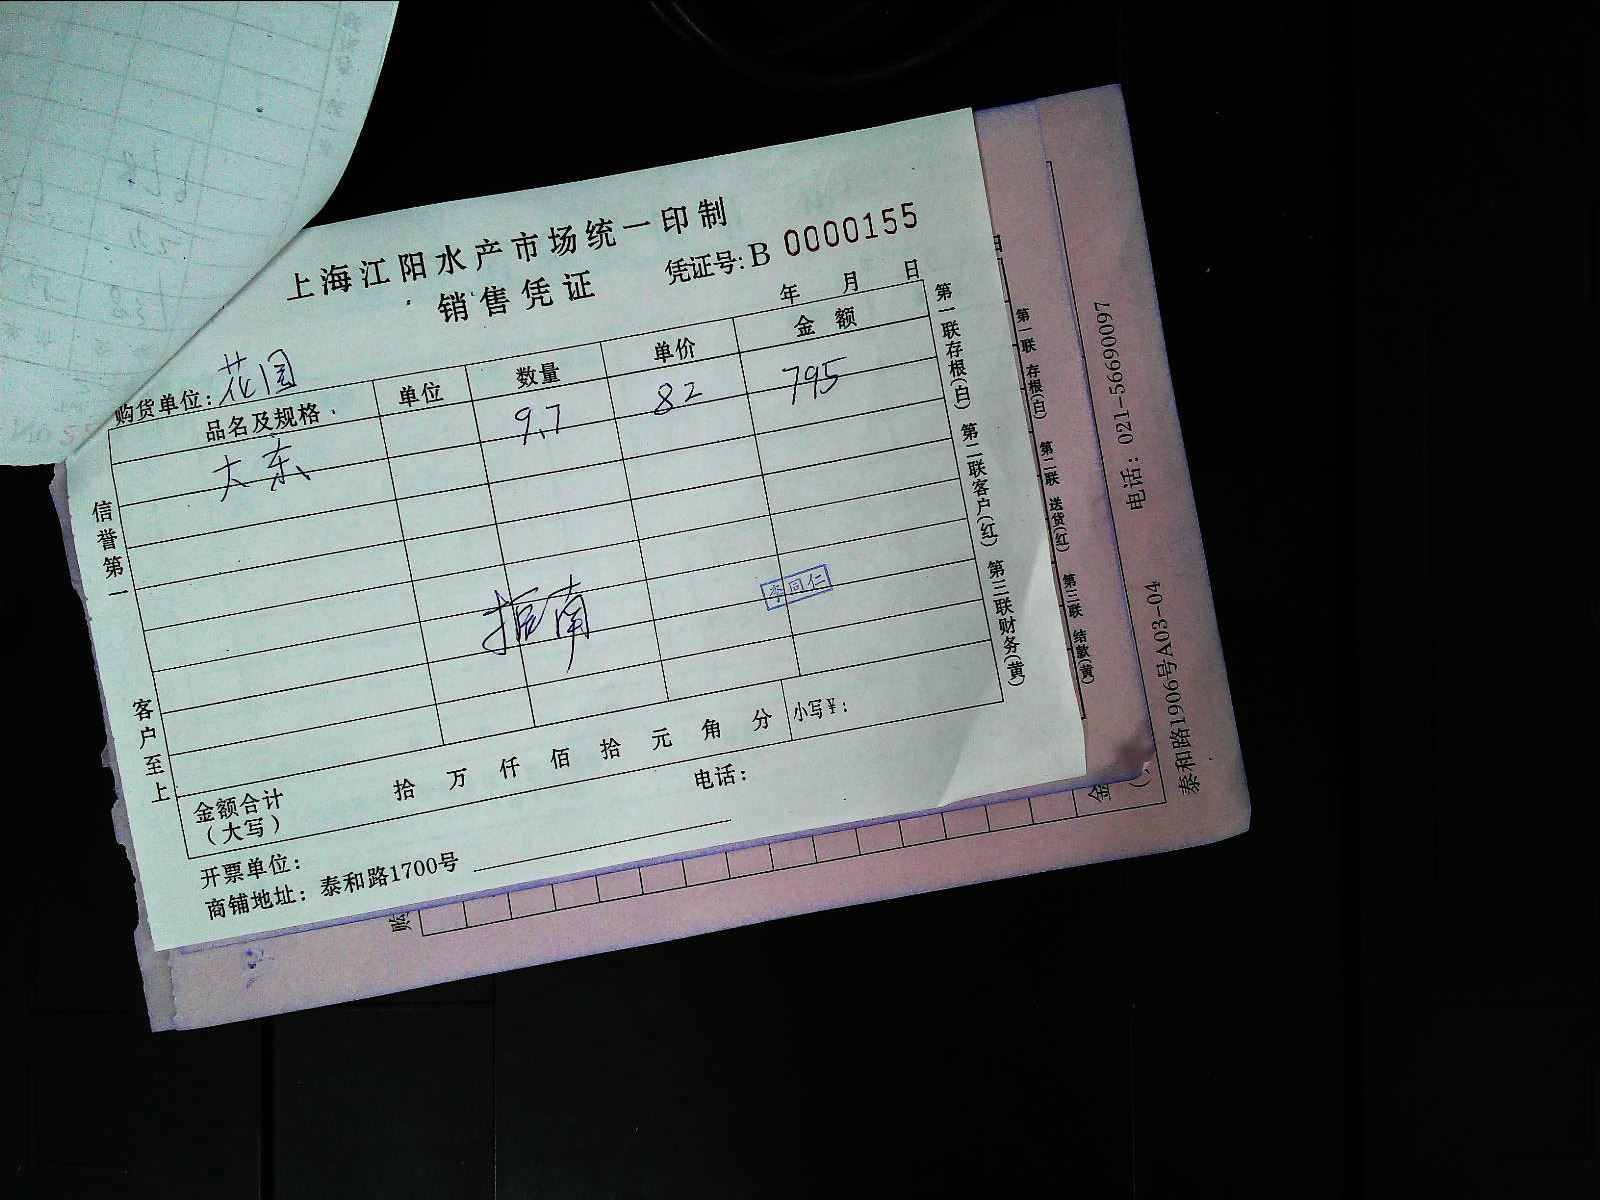 上海江阳水产市场统一印制
销售凭证
凭证号:B 0000155
年 月 日
购货单位:花园
品名及规格 单位 数量 单价 金额
大东 9.7 82 795
指南
李同仁
金额合计(大写) 拾 万 仟 佰 拾 元 角 分 小写¥:
开票单位: 电话:
商铺地址: 泰和路1700号
信誉第一
客户至上
第一联存根(白) 第二联客户(红) 第三联财务(黄)
第一联 存根(白) 第二联 送货(红) 第三联 结款(黄)
泰和路1906号A03-04 电话: 021-56690097
购
金